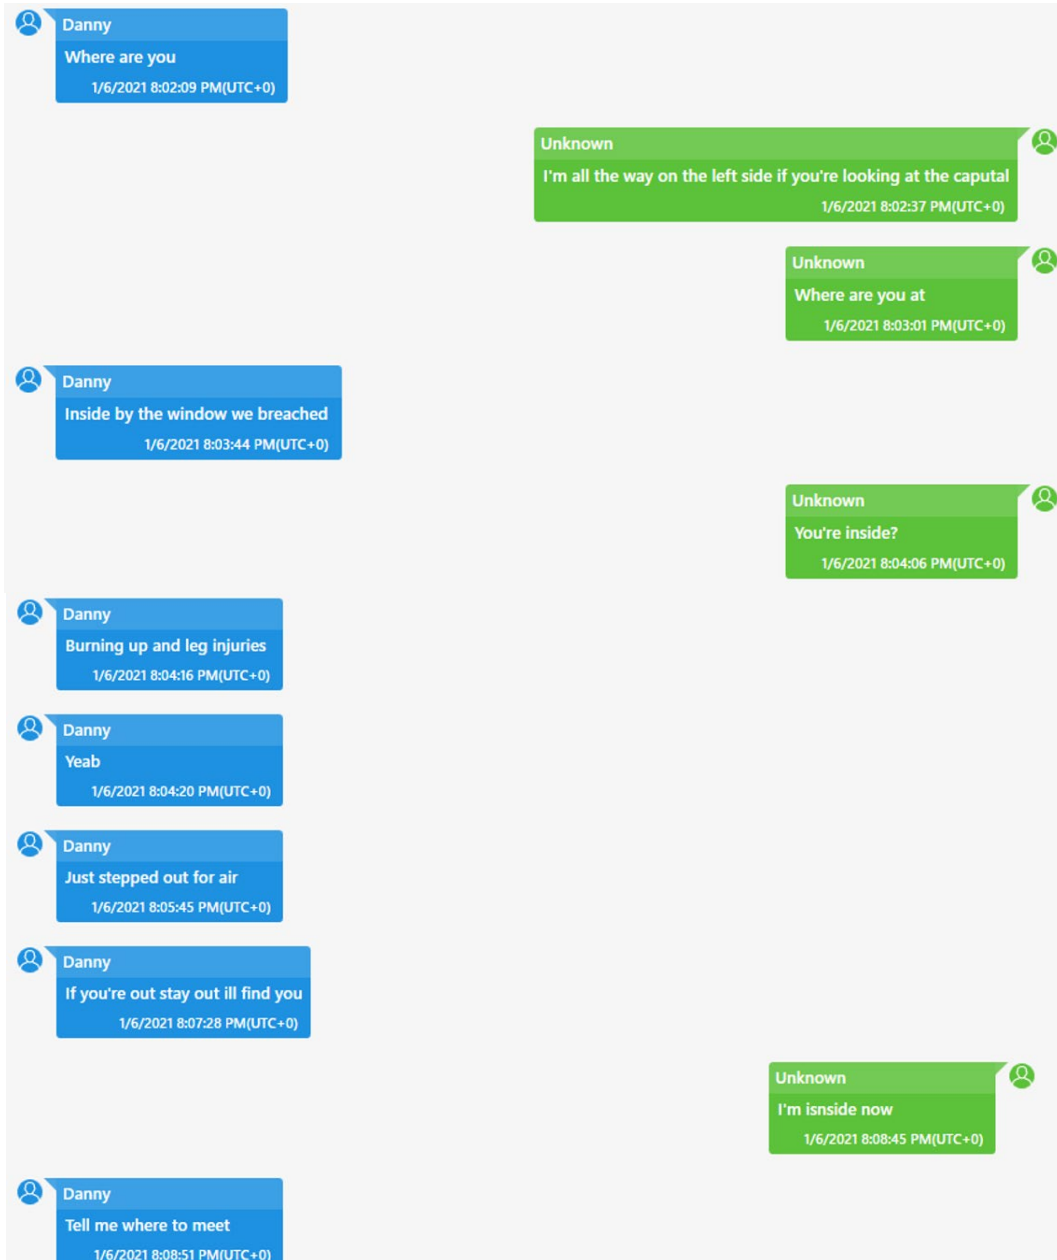 Danny
Where are you
1/6/2021 8:02:09 PM(UTC+0)
Unknown
I'm all the way on the left side if you're looking at the caputal
1/6/2021 8:02:37 PM(UTC+0)
Unknown
Where are you at
1/6/2021 8:03:01 PM(UTC+0)
Danny
Inside by the window we breached
1/6/2021 8:03:44 PM(UTC+0)
Unknown
You're inside?
1/6/2021 8:04:06 PM(UTC+0)
Danny
Burning up and leg injuries
1/6/2021 8:04:16 PM(UTC+0)
Danny
Yeab
1/6/2021 8:04:20 PM(UTC+0)
Danny
Just stepped out for air
1/6/2021 8:05:45 PM(UTC+0)
Danny
If you're out stay out ill find you
1/6/2021 8:07:28 PM(UTC+0)
Unknown
I'm isnside now
1/6/2021 8:08:45 PM(UTC+0)
Danny
Tell me where to meet
1/6/2021 8:08:51 PM(UTC+0)